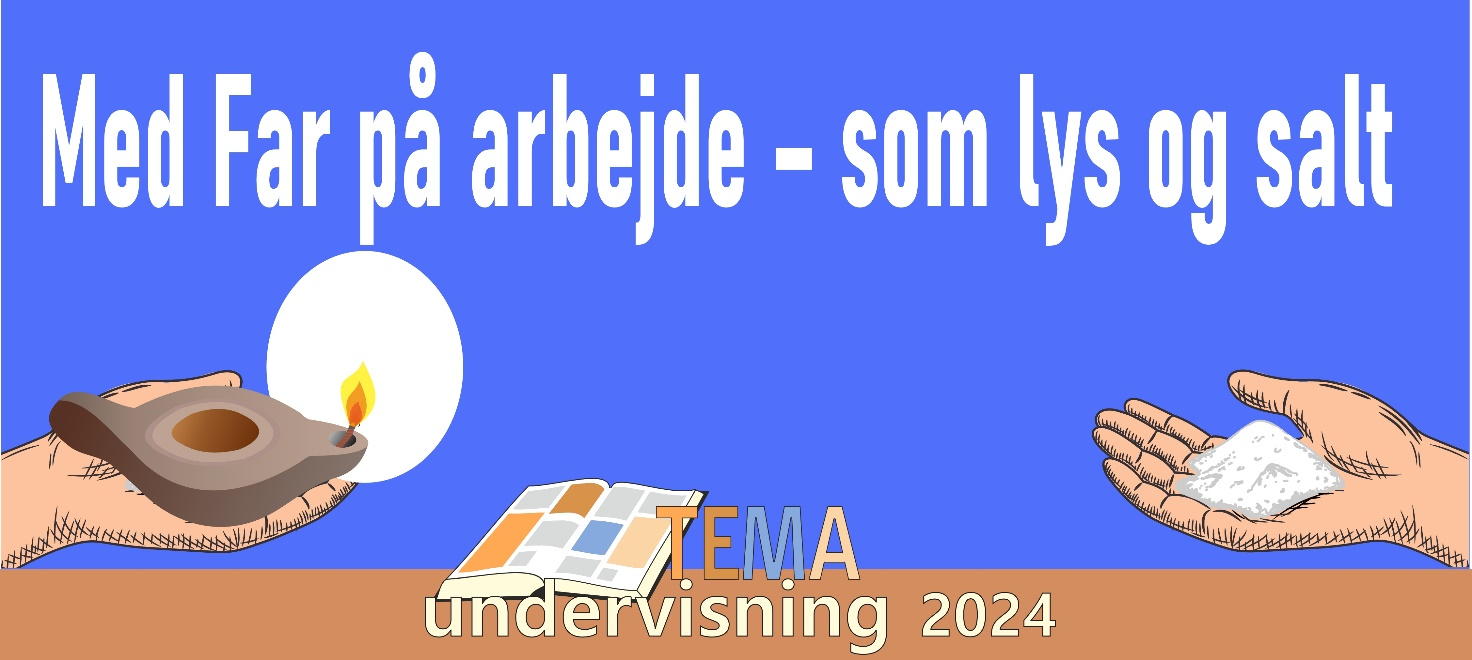 Med Far på arbejde – som lys og salt
TEMA
undervisning 2024